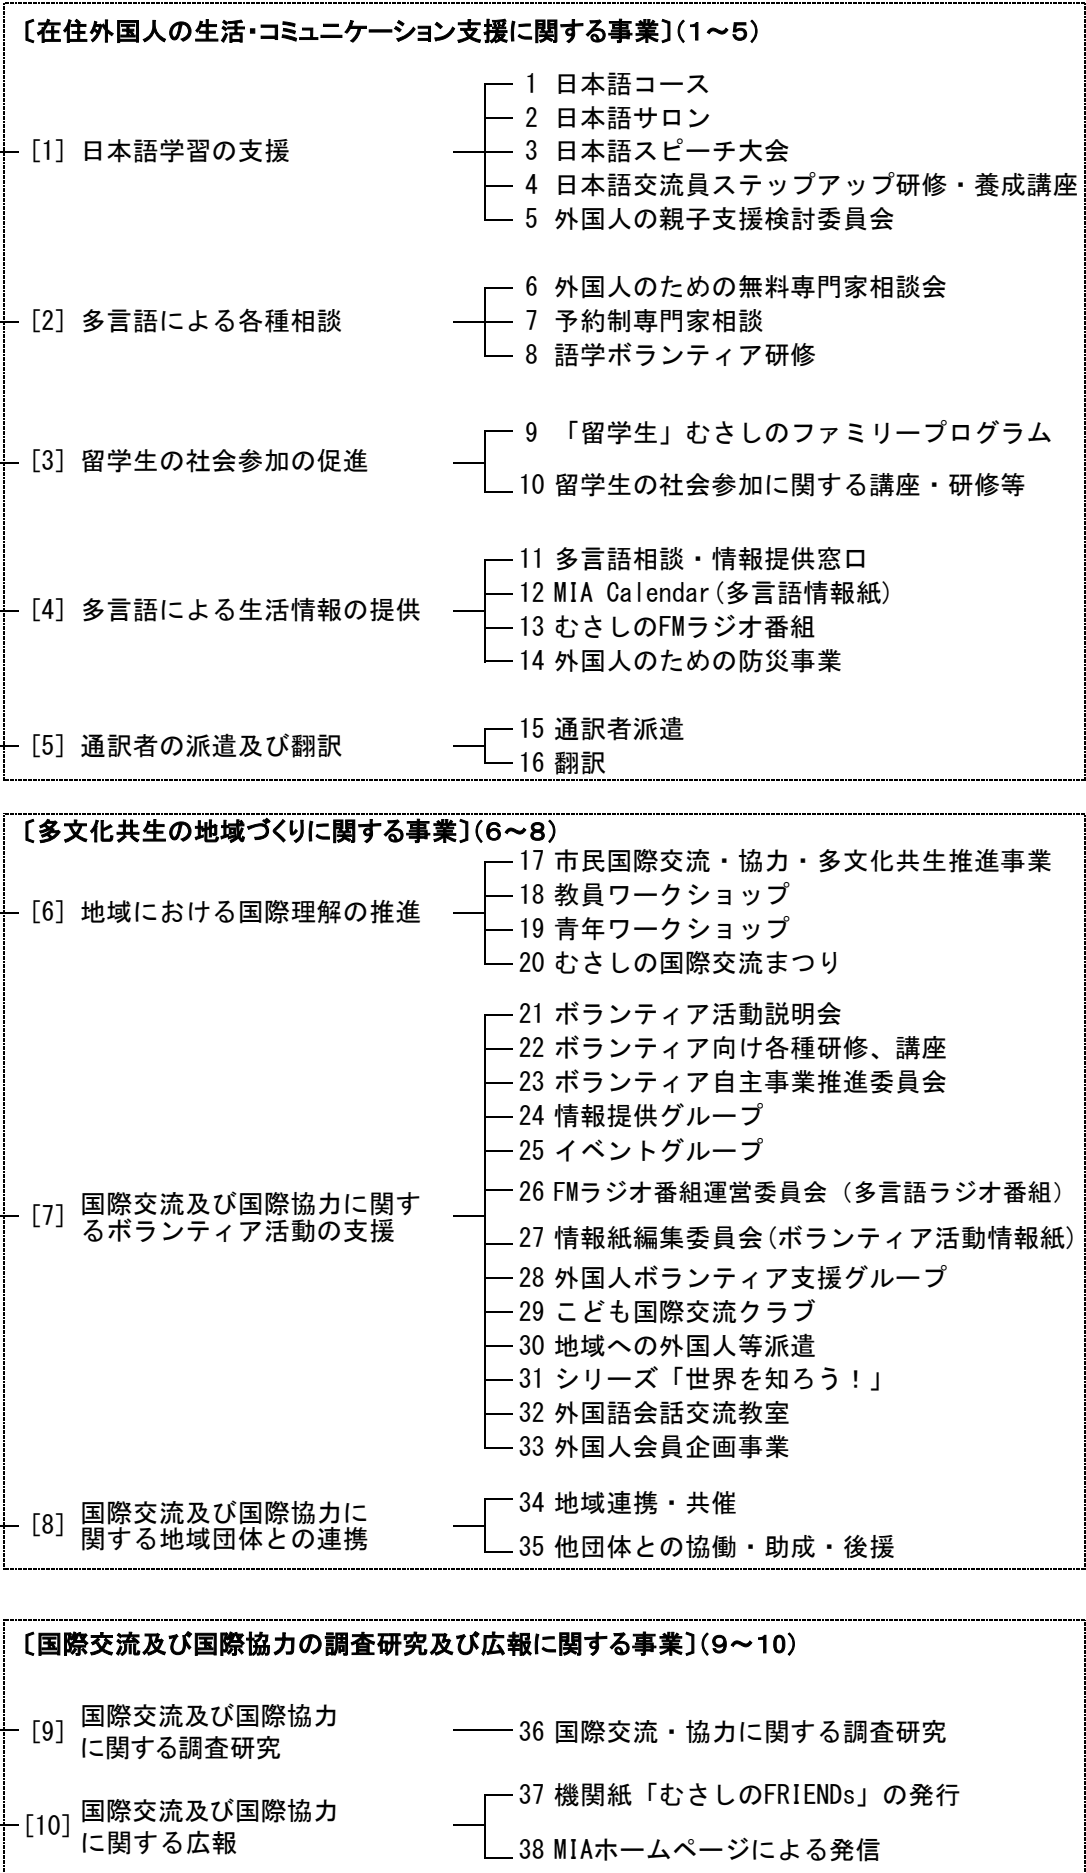 〔在住外国人の生活・コミュニケーション支援に関する事業〕(1～5)
[1] 日本語学習の支援
1 日本語コース
2 日本語サロン
3 日本語スピーチ大会
4 日本語交流員ステップアップ研修・養成講座
5 外国人の親子支援検討委員会
[2] 多言語による各種相談
6 外国人のための無料専門家相談会
7 予約制専門家相談
8 語学ボランティア研修
[3] 留学生の社会参加の促進
9 「留学生」むさしのファミリープログラム
10 留学生の社会参加に関する講座・研修等
[4] 多言語による生活情報の提供
11 多言語相談・情報提供窓口
12 MIA Calendar(多言語情報紙)
13 むさしのFMラジオ番組
14 外国人のための防災事業
[5] 通訳者の派遣及び翻訳
15 通訳者派遣
16 翻訳
〔多文化共生の地域づくりに関する事業〕(6～8)
[6] 地域における国際理解の推進
17 市民国際交流・協力・多文化共生推進事業
18 教員ワークショップ
19 青年ワークショップ
20 むさしの国際交流まつり
[7] 国際交流及び国際協力に関す
るボランティア活動の支援
21 ボランティア活動説明会
22 ボランティア向け各種研修、講座
23 ボランティア自主事業推進委員会
24 情報提供グループ
25 イベントグループ
26 FMラジオ番組運営委員会（多言語ラジオ番組）
27 情報紙編集委員会(ボランティア活動情報紙)
28 外国人ボランティア支援グループ
29 こども国際交流クラブ
30 地域への外国人等派遣
31 シリーズ「世界を知ろう！」
32 外国語会話交流教室
33 外国人会員企画事業
[8] 国際交流及び国際協力に
関する地域団体との連携
34 地域連携・共催
35 他団体との協働・助成・後援
〔国際交流及び国際協力の調査研究及び広報に関する事業〕(9～10)
[9] 国際交流及び国際協力
に関する調査研究
36 国際交流・協力に関する調査研究
[10] 国際交流及び国際協力
に関する広報
37 機関紙「むさしのFRIENDs」の発行
38 MIAホームページによる発信